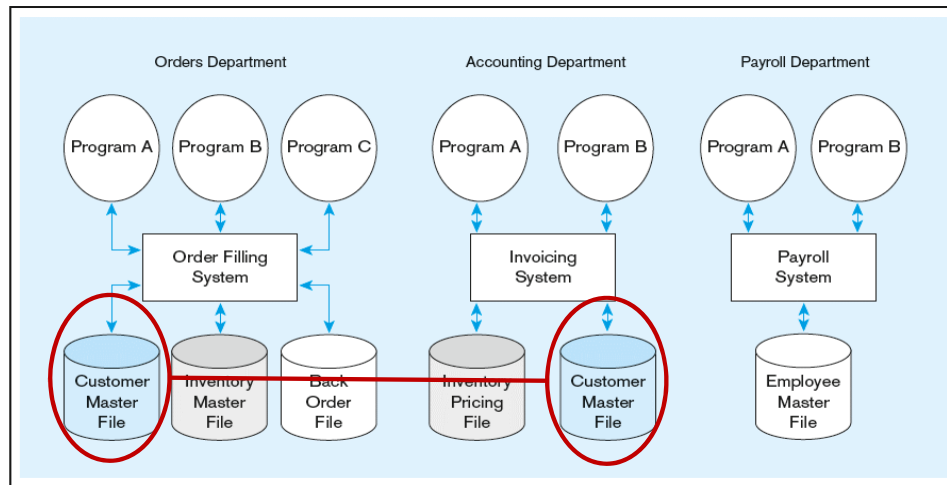 Orders Department
Accounting Department
Payroll Department
Program A
Program B
Program C
Program A
Program B
Program A
Program B
Order Filling
System
Invoicing
System
Payroll
System
Customer
Master
File
Inventory
Master
File
Back
Order
File
Inventory
Pricing
File
Customer
Master
File
Employee
Master
File